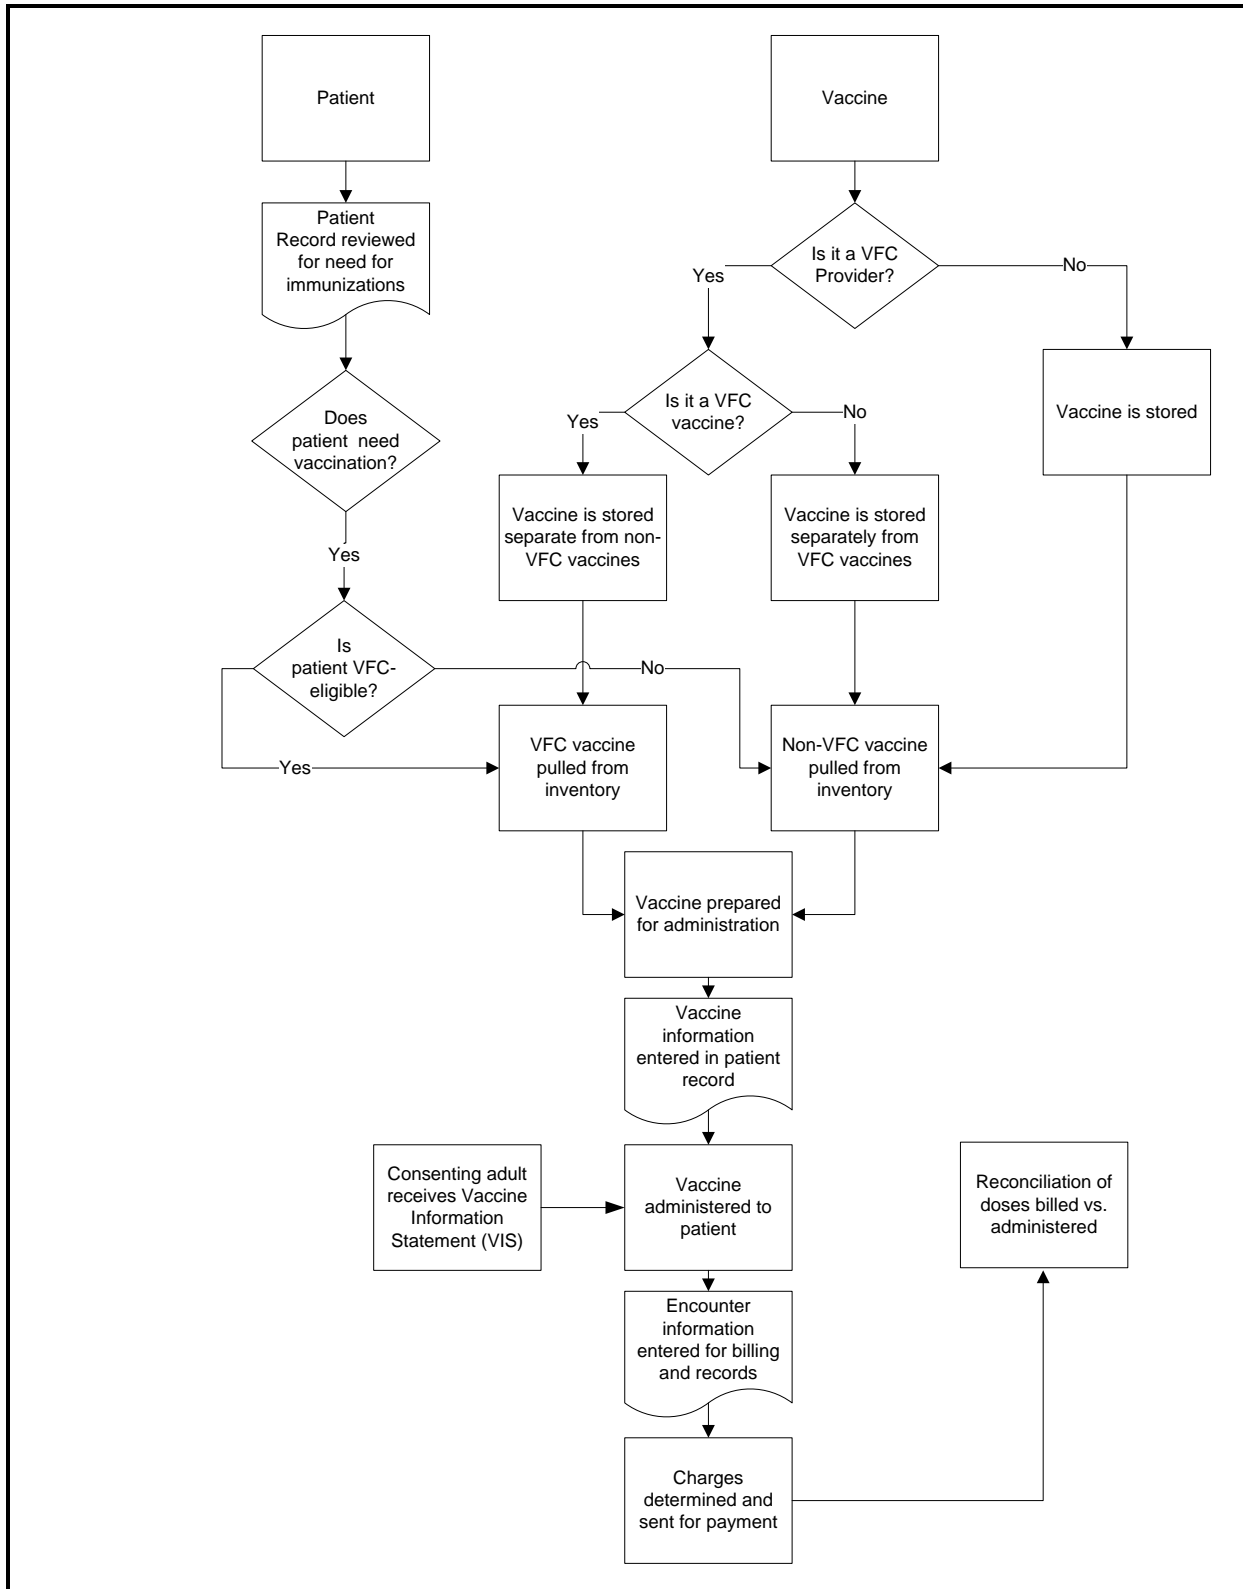 Patient
Vaccine
Patient
Record reviewed
for need for
immunizations
Is it a VFC
Provider?
Yes
No
Does
patient  need
vaccination?
Is it a VFC
vaccine?
Yes
No
Vaccine is stored
Vaccine is stored
separate from non-
VFC vaccines
Vaccine is stored
separately from
VFC vaccines
Yes
Is
patient VFC-
eligible?
No
Yes
VFC vaccine
pulled from
inventory
Non-VFC vaccine
pulled from
inventory
Vaccine prepared
for administration
Vaccine
information
entered in patient
record
Consenting adult
receives Vaccine
Information
Statement (VIS)
Vaccine
administered to
patient
Reconciliation of
doses billed vs.
administered
Encounter
information
entered for billing
and records
Charges
determined and
sent for payment